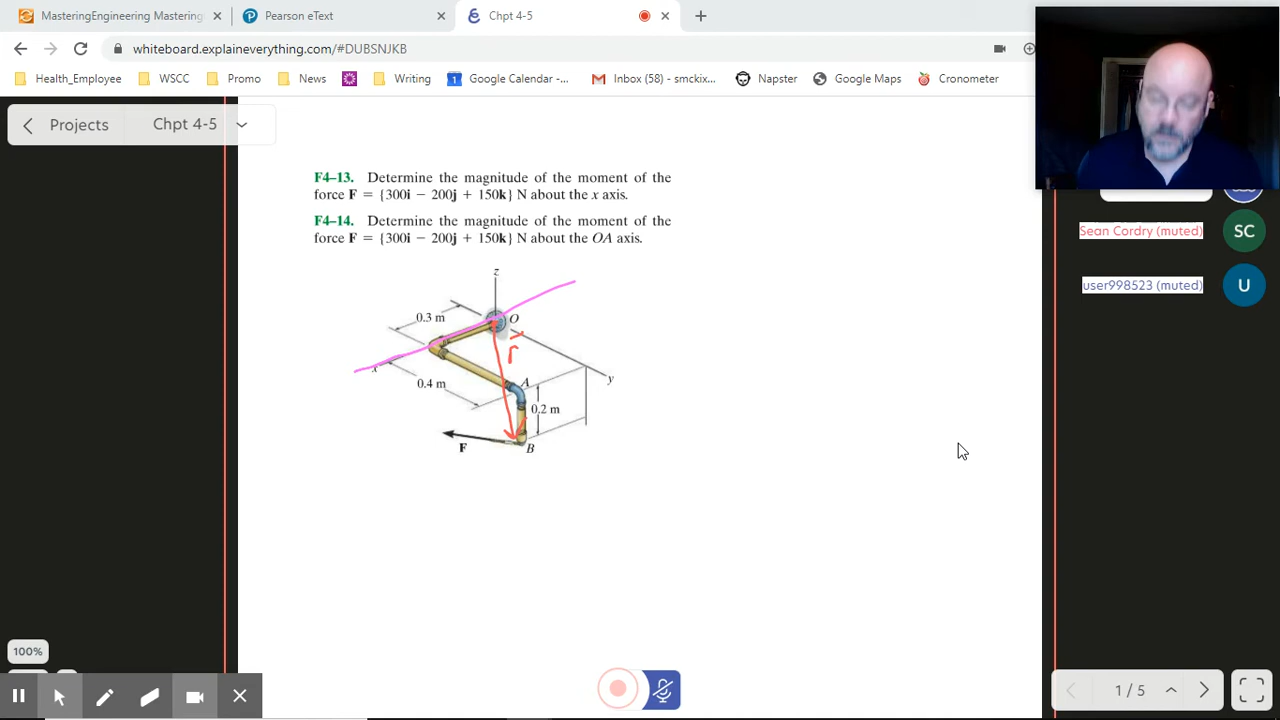 MasteringEngineering Mastering
Pearson eText
Chpt 4-5
whiteboard.explaineverything.com/#DUBSNJKB
Health_Employee
WSCC
Promo
News
Writing
1
Google Calendar -...
Inbox (58) - smckix...
Napster
Google Maps
Cronometer
Projects
Chpt 4-5
F4–13. Determine the magnitude of the moment of the
force F = {300i − 200j + 150k} N about the x axis.
F4–14. Determine the magnitude of the moment of the
force F = {300i − 200j + 150k} N about the OA axis.
z
0.3 m
O
r
x
0.4 m
A
y
0.2 m
F
B
Sean Cordry (muted)
SC
user998523 (muted)
U
100%
1 / 5